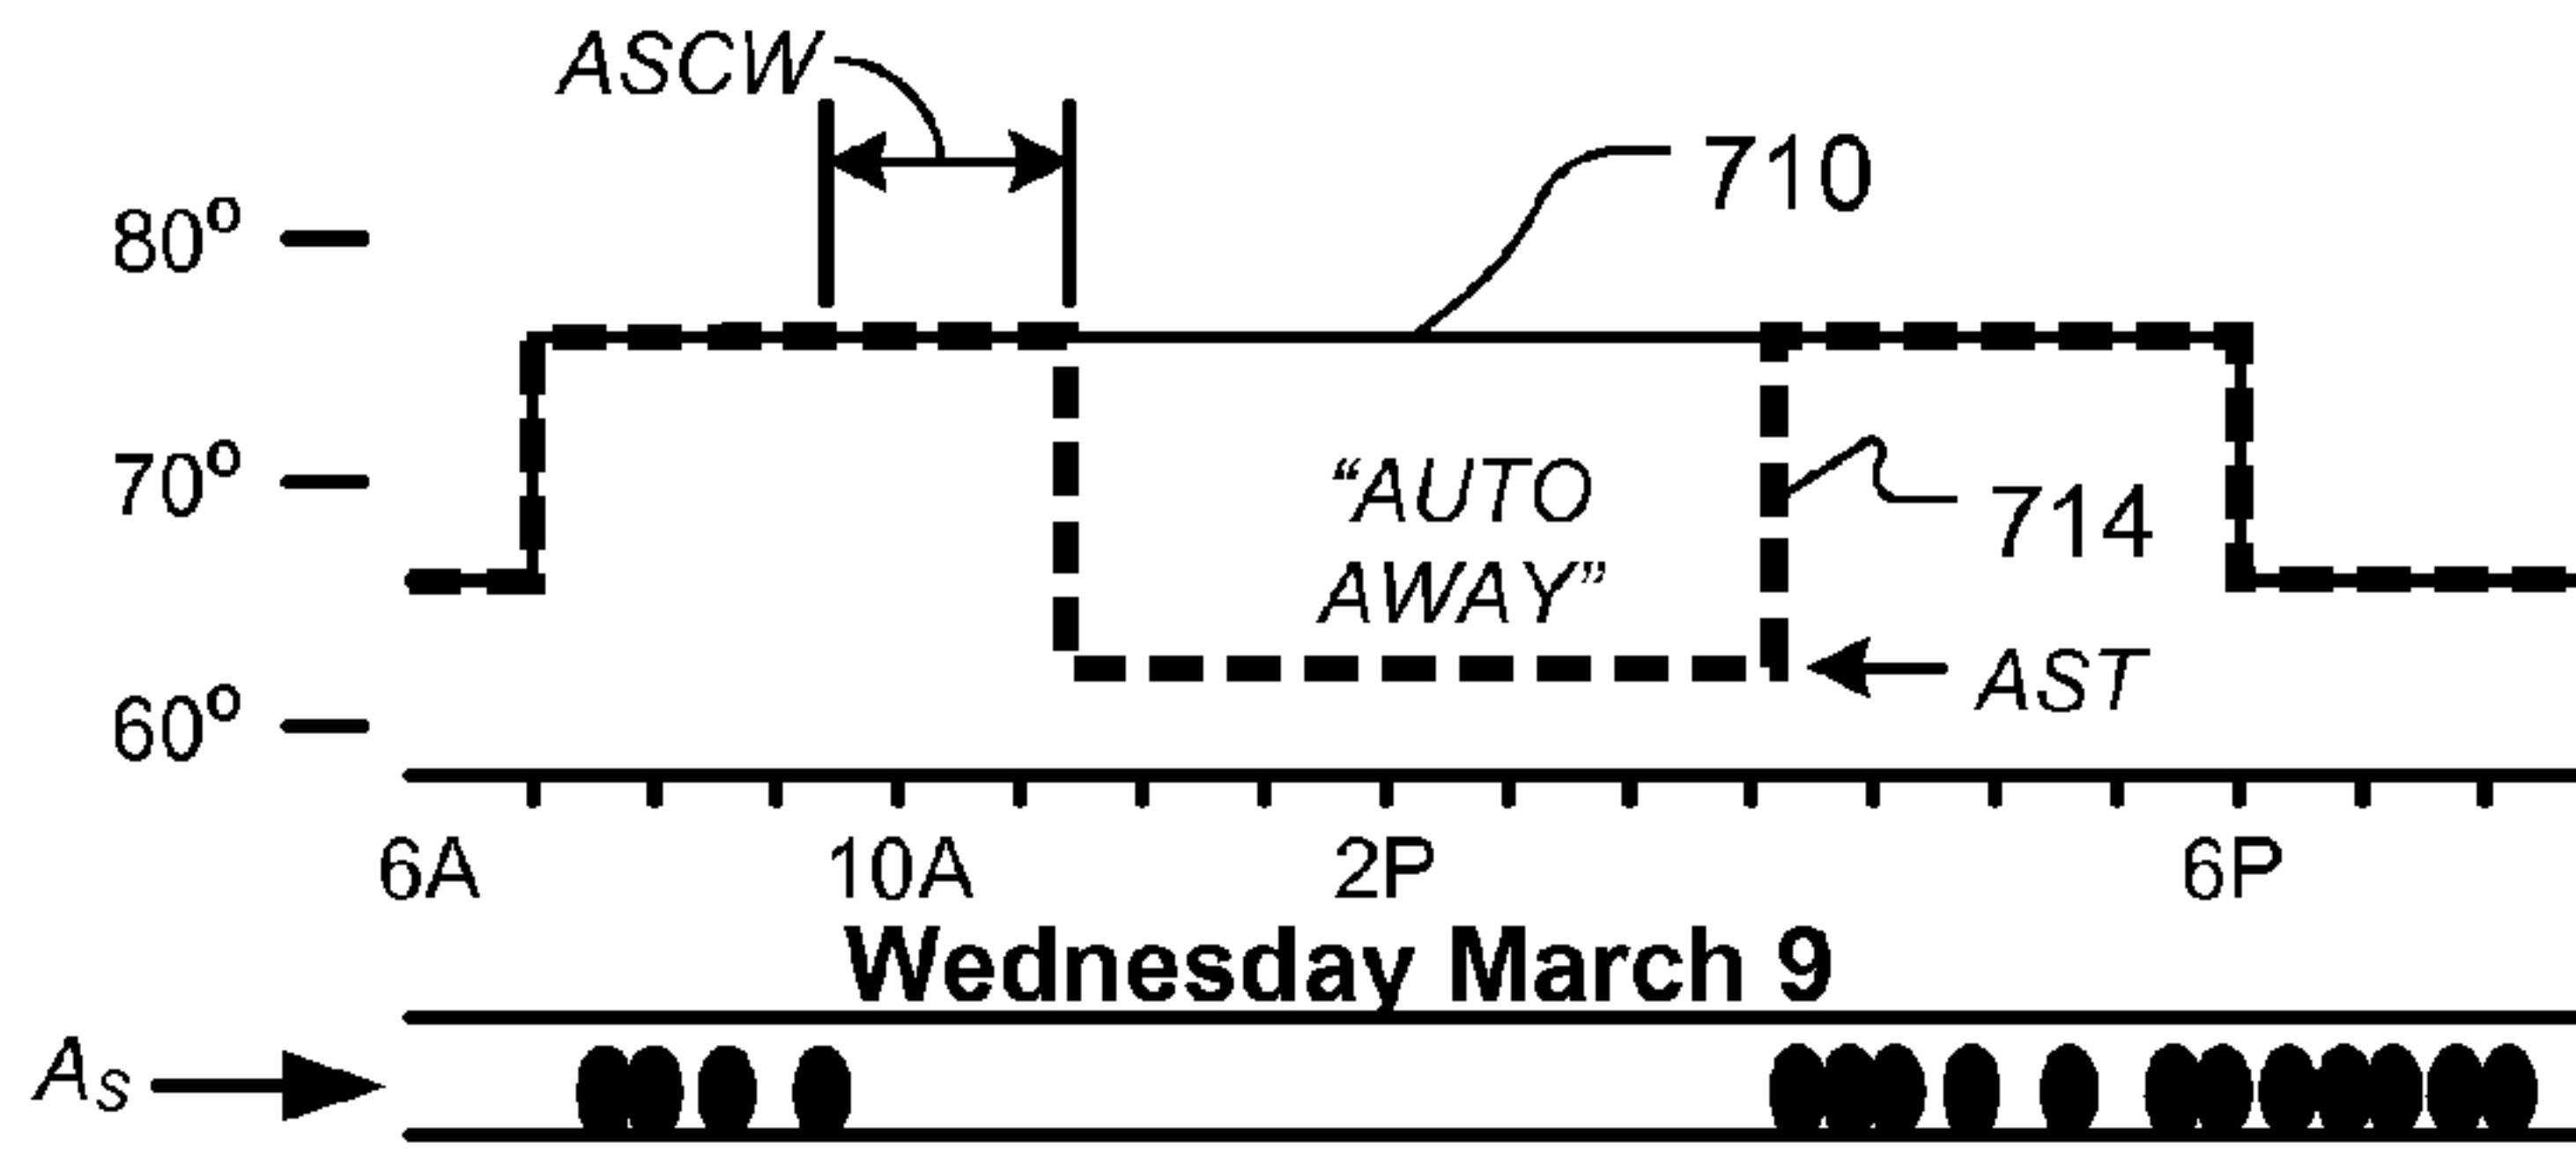 ASCW
710
80°
70°
“AUTO
AWAY”
714
AST
60°
6A 10A 2P 6P
Wednesday March 9
As